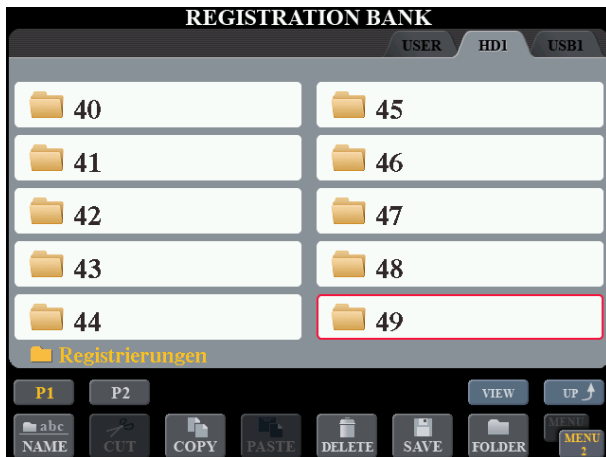 REGISTRATION BANK
USER HD1 USB1
40 45
41 46
42 47
43 48
44 49
Registrierungen
P1 P2 VIEW UP
abc MENU
NAME CUT COPY PASTE DELETE SAVE FOLDER MENU 2